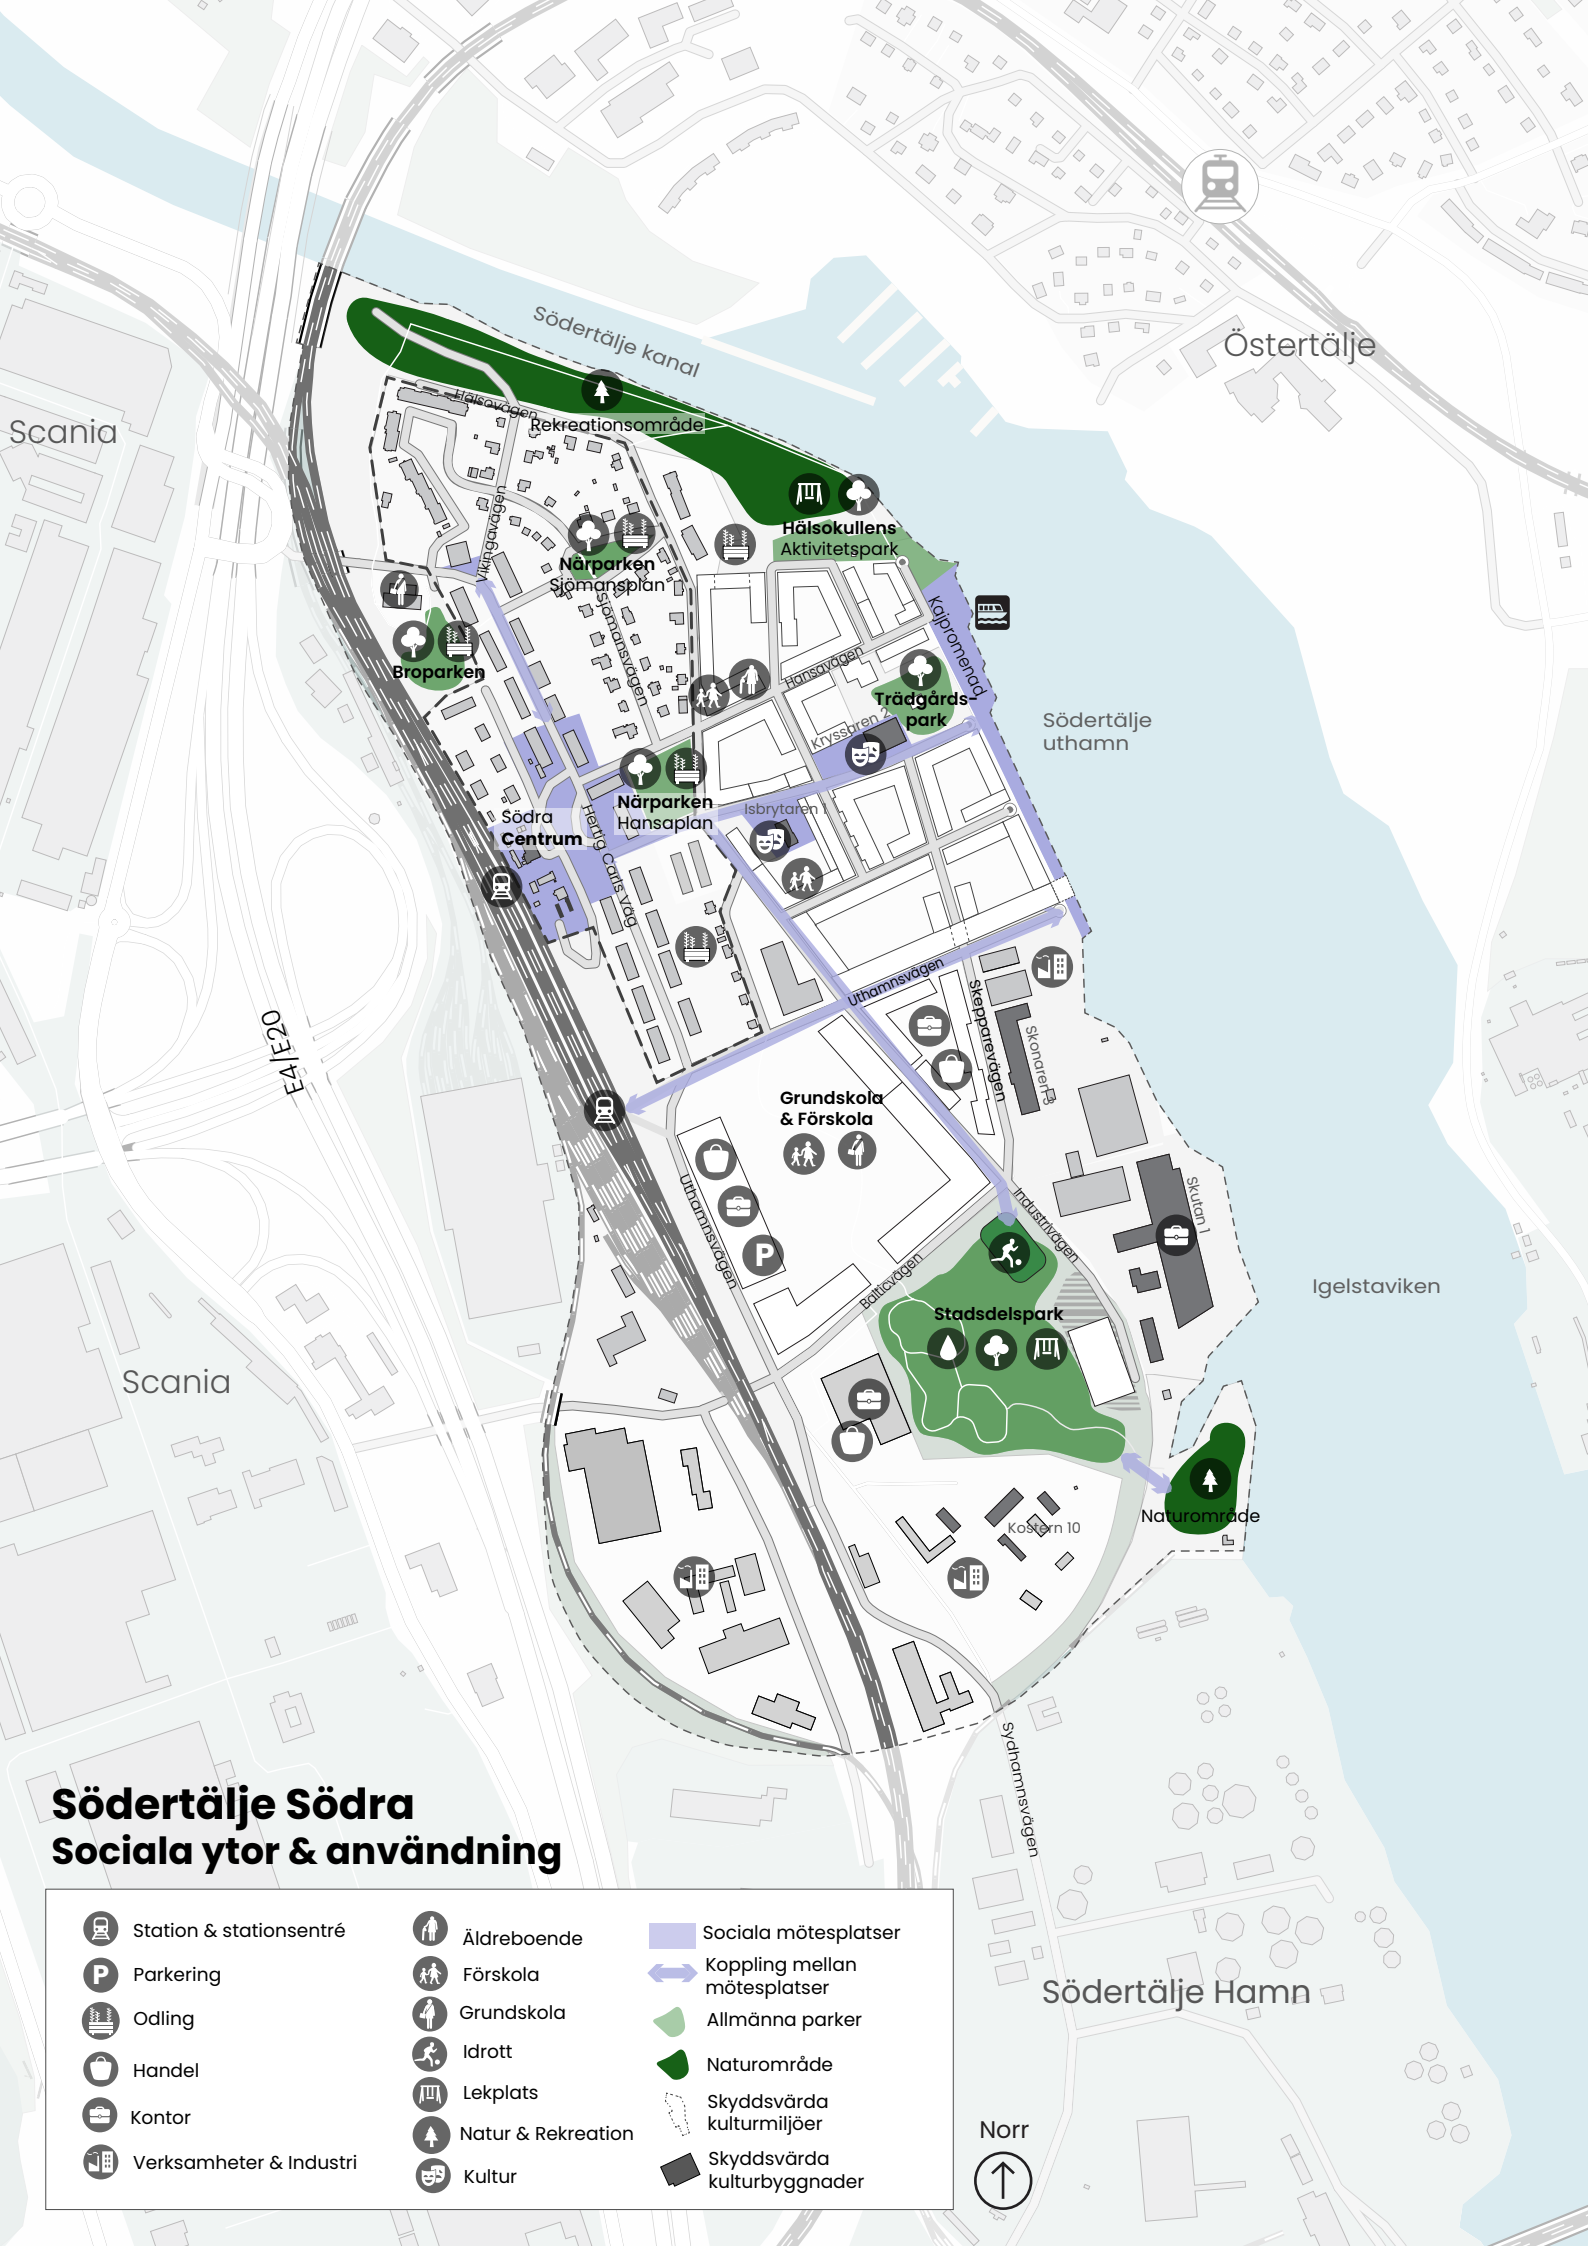 Östertälje
Södertälje kanal
Scania
Hälsovägen
Rekreationsområde
Vikingavägen
Hälsokullens
Aktivitetspark
Närparken
Sjömansplan
Sjömansvägen
Kajpromenad
Broparken
Hansavägen
Trädgårds-
park
Kryssaren 2
Södertälje
uthamn
Närparken
Hansaplan
Isbrytaren 1
Södra
Centrum
Hertig Carls väg
Uthamnsvägen
Skepparevägen
Skonaren 3
E4/E20
Grundskola
& Förskola
Uthamnsvägen
P
Industrivägen
Skutan 1
Balticvägen
Igelstaviken
Stadsdelspark
Scania
Naturområde
Kostern 10
Sydhamnsvägen
Södertälje Södra
Sociala ytor & användning
Station & stationsentré
P Parkering
Odling
Handel
Kontor
Verksamheter & Industri
Äldreboende
Förskola
Grundskola
Idrott
Lekplats
Natur & Rekreation
Kultur
Sociala mötesplatser
Koppling mellan
mötesplatser
Allmänna parker
Naturområde
Skyddsvärda
kulturmiljöer
Skyddsvärda
kulturbyggnader
Södertälje Hamn
Norr